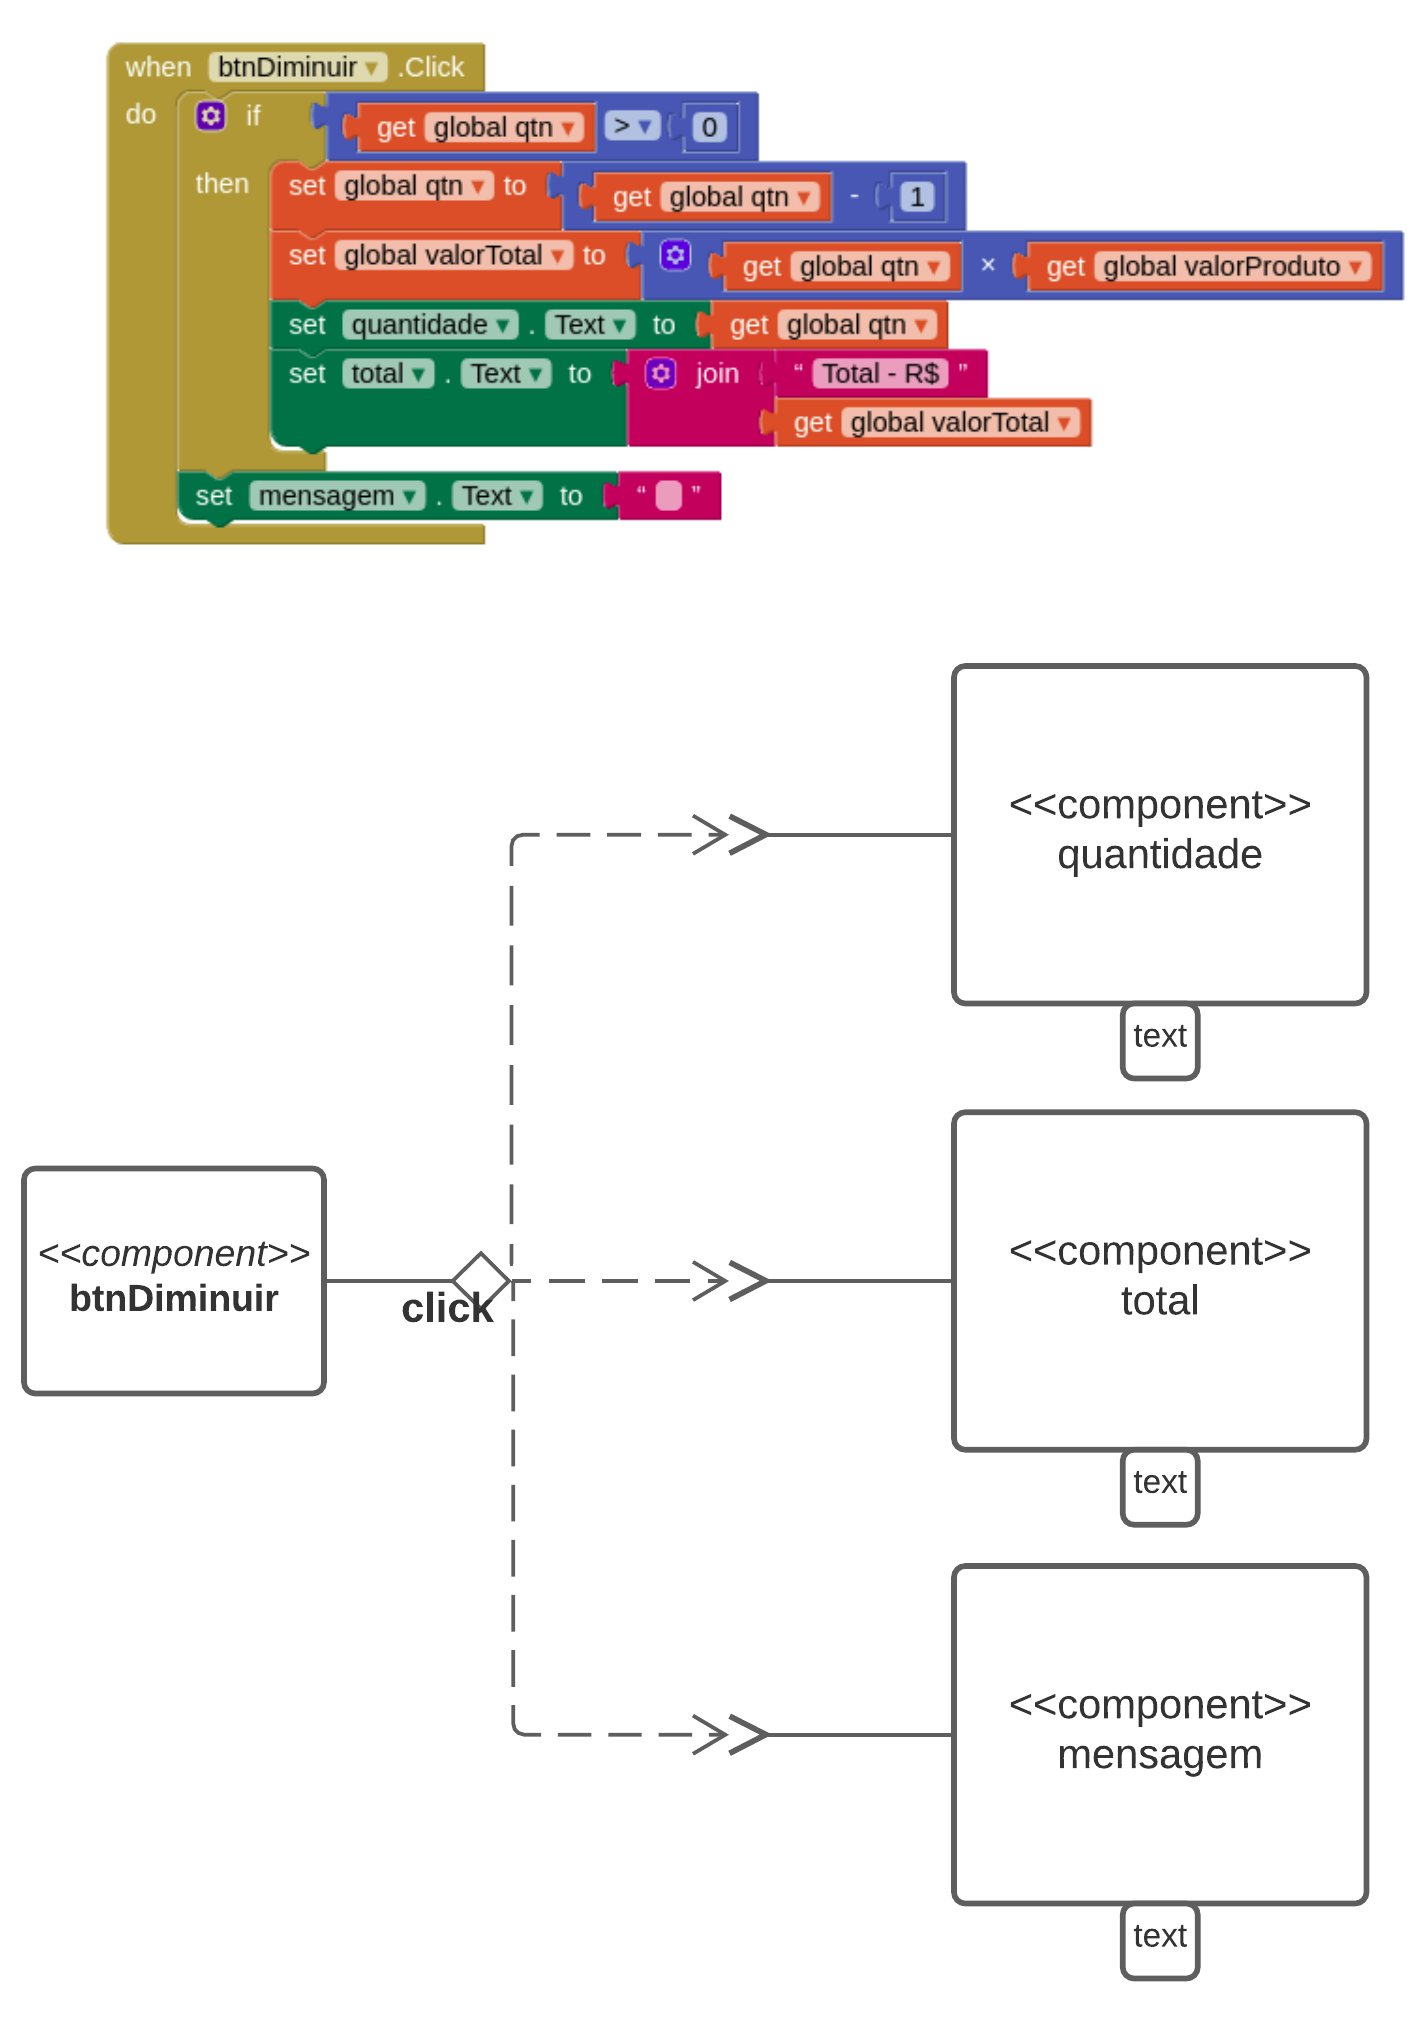 when btnDiminuir .Click
do if get global qtn > 0
then set global qtn to get global qtn - 1
set global valorTotal to get global qtn × get global valorProduto
set quantidade . Text to get global qtn
set total . Text to join “ Total - R$ ”
get global valorTotal
set mensagem . Text to “ ”
<<component>>
quantidade
text
<<component>>
btnDiminuir
click
<<component>>
total
text
<<component>>
mensagem
text